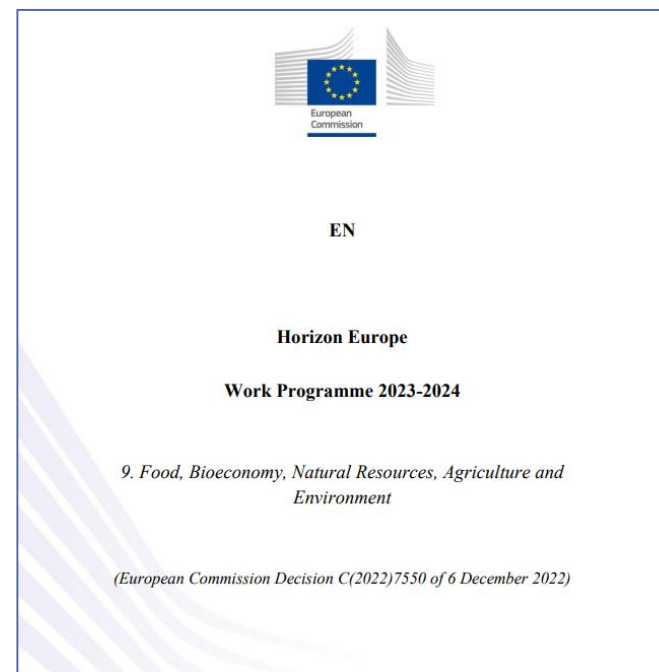 European
Commission
EN
Horizon Europe
Work Programme 2023-2024
9. Food, Bioeconomy, Natural Resources, Agriculture and
Environment
(European Commission Decision C(2022)7550 of 6 December 2022)